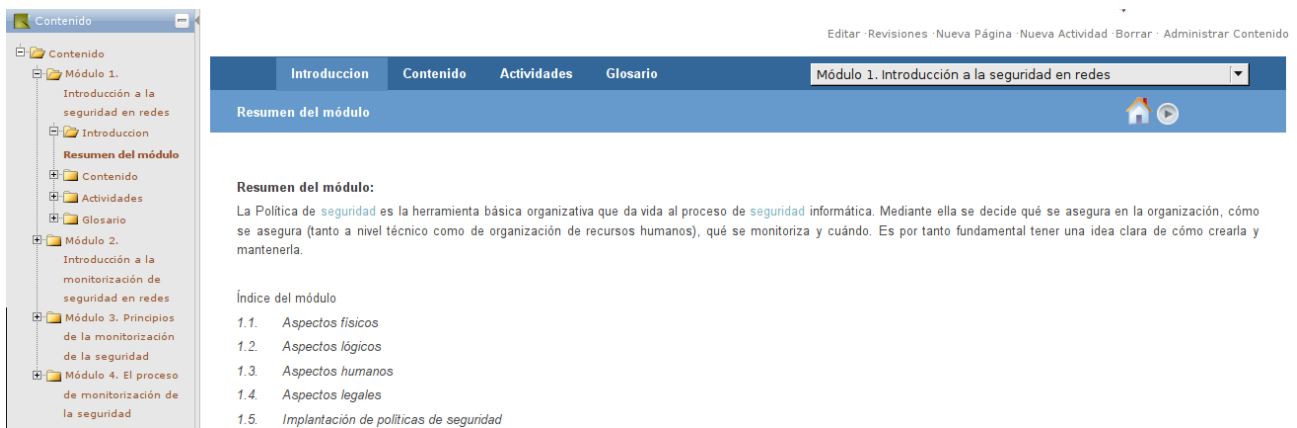 Contenido
Contenido
Módulo 1.
Introducción a la
seguridad en redes
Introduccion
Resumen del módulo
Contenido
Actividades
Glosario
Módulo 2.
Introducción a la
monitorización de
seguridad en redes
Módulo 3. Principios
de la monitorización
de la seguridad
Módulo 4. El proceso
de monitorización de
la seguridad
Editar ·Revisiones ·Nueva Página ·Nueva Actividad ·Borrar · Administrar Contenido
Introduccion Contenido Actividades Glosario Módulo 1. Introducción a la seguridad en redes
Resumen del módulo
Resumen del módulo:
La Política de seguridad es la herramienta básica organizativa que da vida al proceso de seguridad informática. Mediante ella se decide qué se asegura en la organización, cómo
se asegura (tanto a nivel técnico como de organización de recursos humanos), qué se monitoriza y cuándo. Es por tanto fundamental tener una idea clara de cómo crearla y
mantenerla.
Índice del módulo
1.1. Aspectos físicos
1.2. Aspectos lógicos
1.3. Aspectos humanos
1.4. Aspectos legales
1.5. Implantación de políticas de seguridad